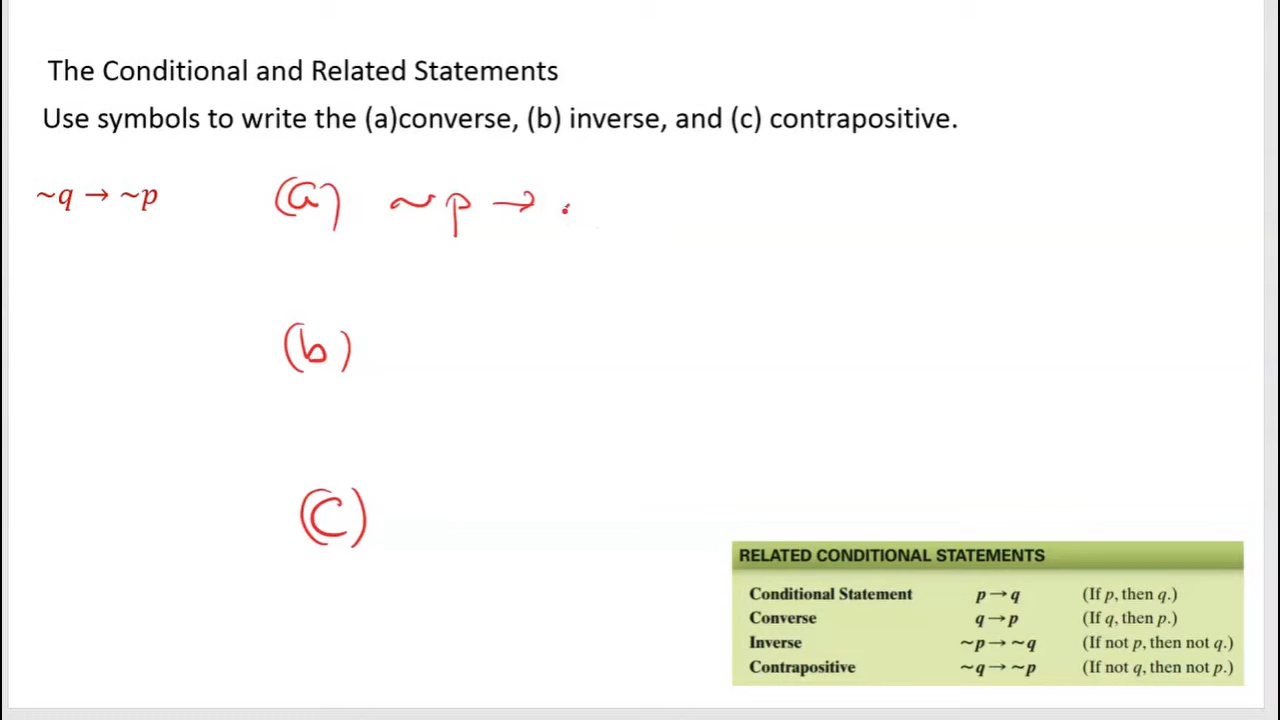 The Conditional and Related Statements
Use symbols to write the (a)converse, (b) inverse, and (c) contrapositive.
~q → ~p (a) ~p →
(b)
(C)
RELATED CONDITIONAL STATEMENTS
Conditional Statement p→q (If p, then q.)
Converse q→p (If q, then p.)
Inverse ~p→~q (If not p, then not q.)
Contrapositive ~q→~p (If not q, then not p.)